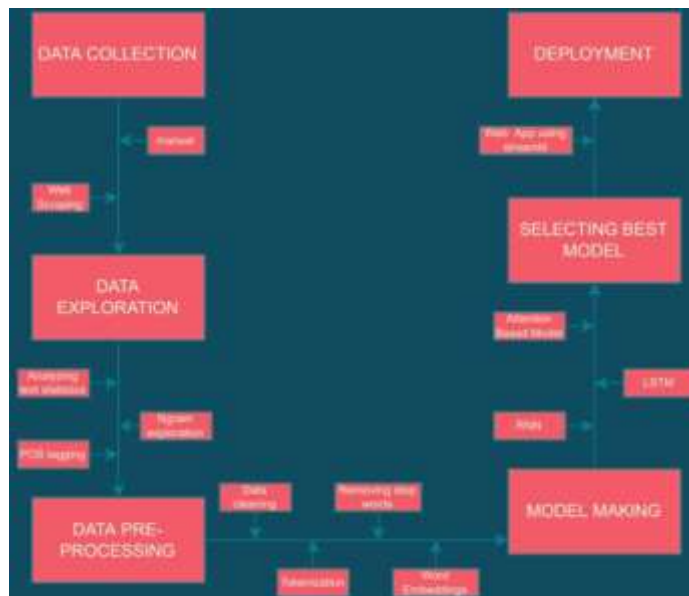 DATA COLLECTION
manual
Web
Scraping
DATA
EXPLORATION
Analyzing
text statistics
Ngram
exploration
POS tagging
DATA PRE-
PROCESSING
Data
cleaning
Tokenization
Removing stop
words
Word
Embeddings
MODEL MAKING
RNN
LSTM
Attention
Based Model
SELECTING BEST
MODEL
Web App using
streamlit
DEPLOYMENT